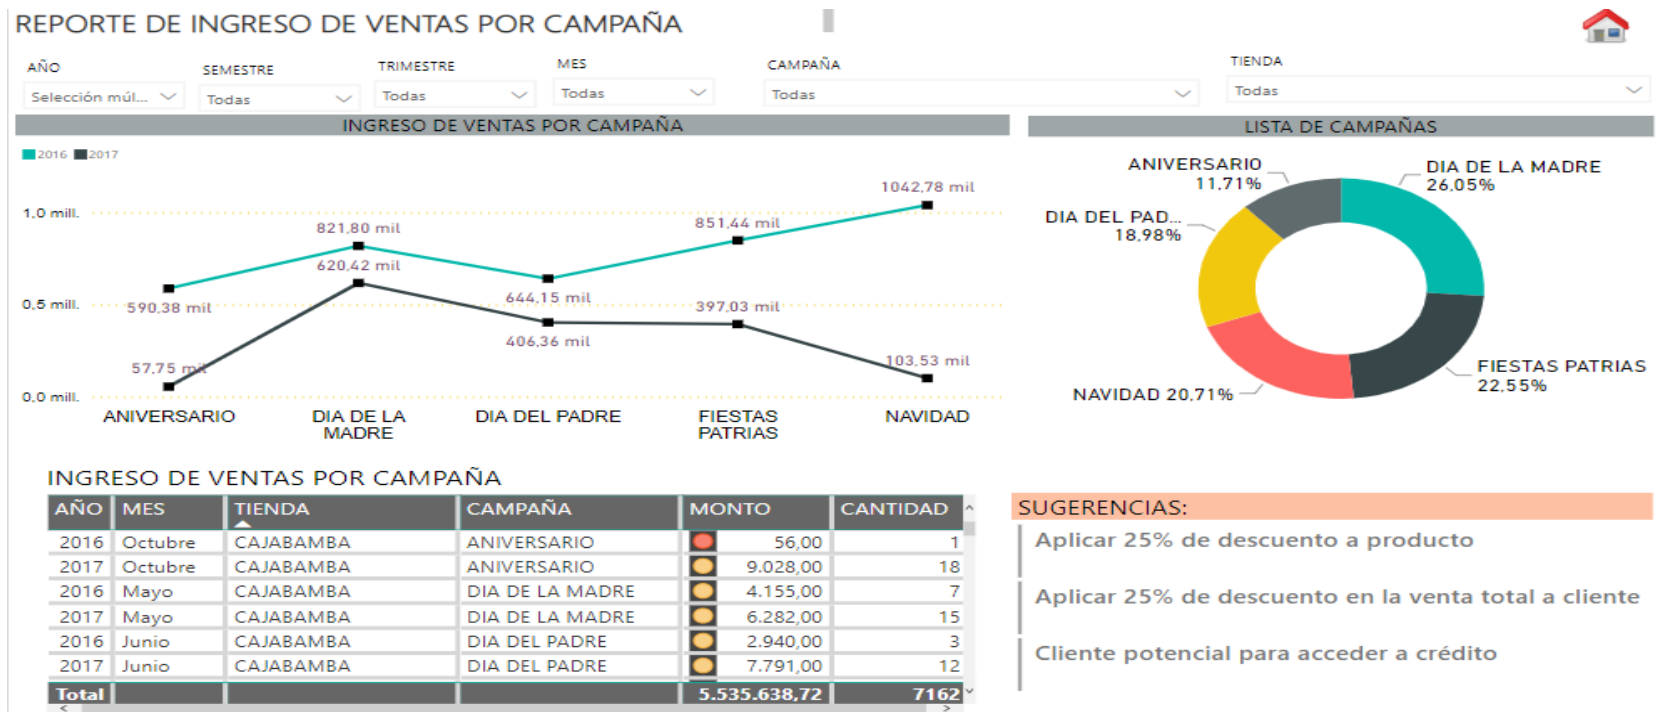 REPORTE DE INGRESO DE VENTAS POR CAMPAÑA
AÑO
SEMESTRE
TRIMESTRE
MES
CAMPAÑA
TIENDA
Selección múl...
Todas
Todas
Todas
Todas
Todas
INGRESO DE VENTAS POR CAMPAÑA
2016 2017
1,0 mill.
0,5 mill.
0,0 mill.
590,38 mil
821,80 mil
644,15 mil
851,44 mil
1042,78 mil
57,75 mil
620,42 mil
406,36 mil
397,03 mil
103,53 mil
ANIVERSARIO
DIA DE LA
MADRE
DIA DEL PADRE
FIESTAS
PATRIAS
NAVIDAD
LISTA DE CAMPAÑAS
ANIVERSARIO
11,71%
DIA DE LA MADRE
26,05%
DIA DEL PAD...
18,98%
FIESTAS PATRIAS
22,55%
NAVIDAD 20,71%
INGRESO DE VENTAS POR CAMPAÑA
AÑO MES TIENDA CAMPAÑA MONTO CANTIDAD
2016 Octubre CAJABAMBA ANIVERSARIO 56,00 1
2017 Octubre CAJABAMBA ANIVERSARIO 9.028,00 18
2016 Mayo CAJABAMBA DIA DE LA MADRE 4.155,00 7
2017 Mayo CAJABAMBA DIA DE LA MADRE 6.282,00 15
2016 Junio CAJABAMBA DIA DEL PADRE 2.940,00 3
2017 Junio CAJABAMBA DIA DEL PADRE 7.791,00 12
Total 5.535.638,72 7162
SUGERENCIAS:
Aplicar 25% de descuento a producto
Aplicar 25% de descuento en la venta total a cliente
Cliente potencial para acceder a crédito